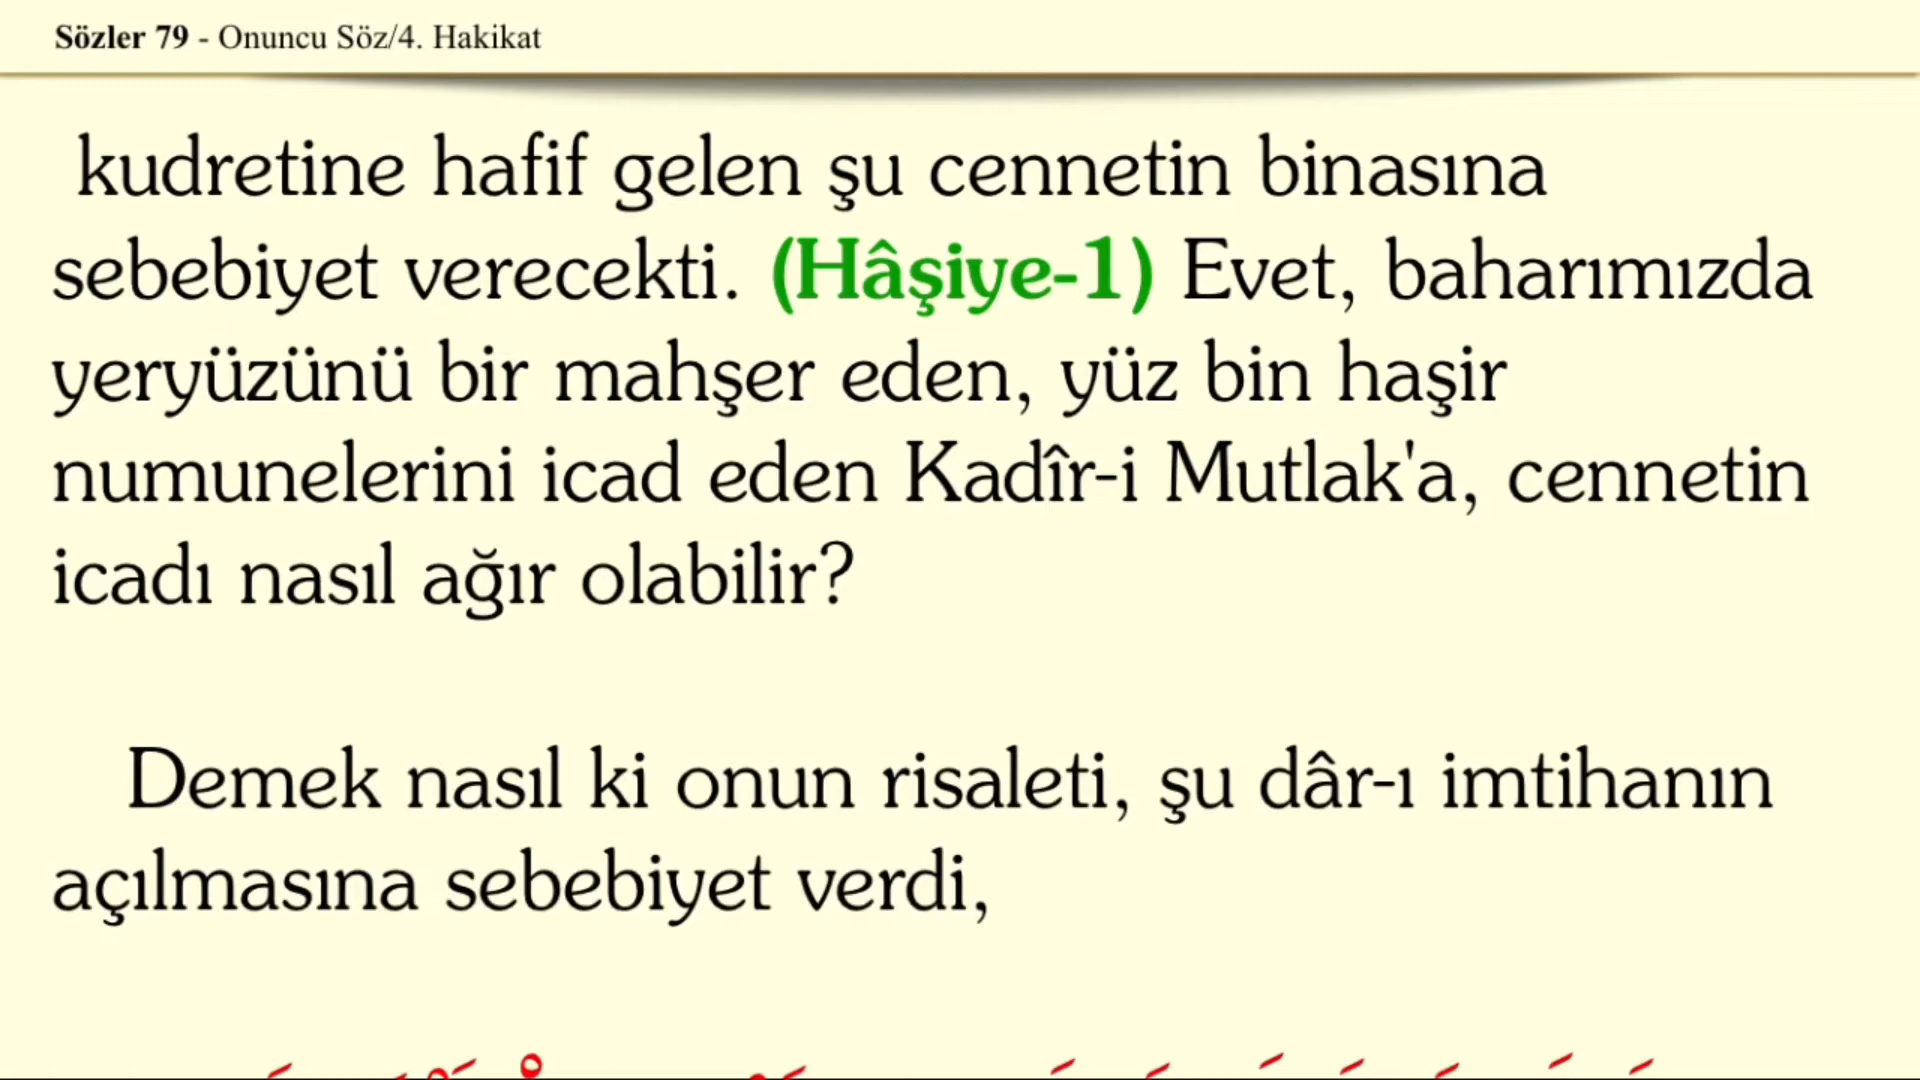 Sözler 79 - Onuncu Söz/4. Hakikat
kudretine hafif gelen şu cennetin binasına
sebebiyet verecekti. (Hâşiye-1) Evet, baharımızda
yeryüzünü bir mahşer eden, yüz bin haşir
numunelerini icad eden Kadîr-i Mutlak'a, cennetin
icadı nasıl ağır olabilir?
Demek nasıl ki onun risaleti, şu dâr-ı imtihanın
açılmasına sebebiyet verdi,